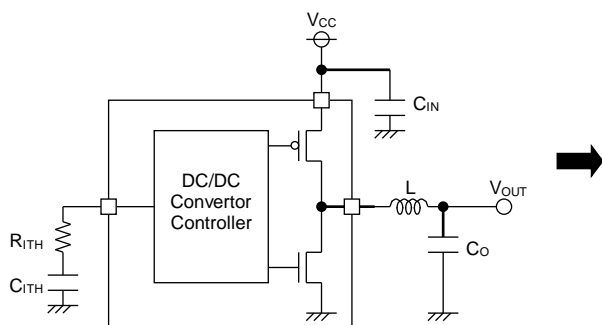 VCC
CIN
DC/DC
Convertor
Controller
L
VOUT
RITH
CO
CITH